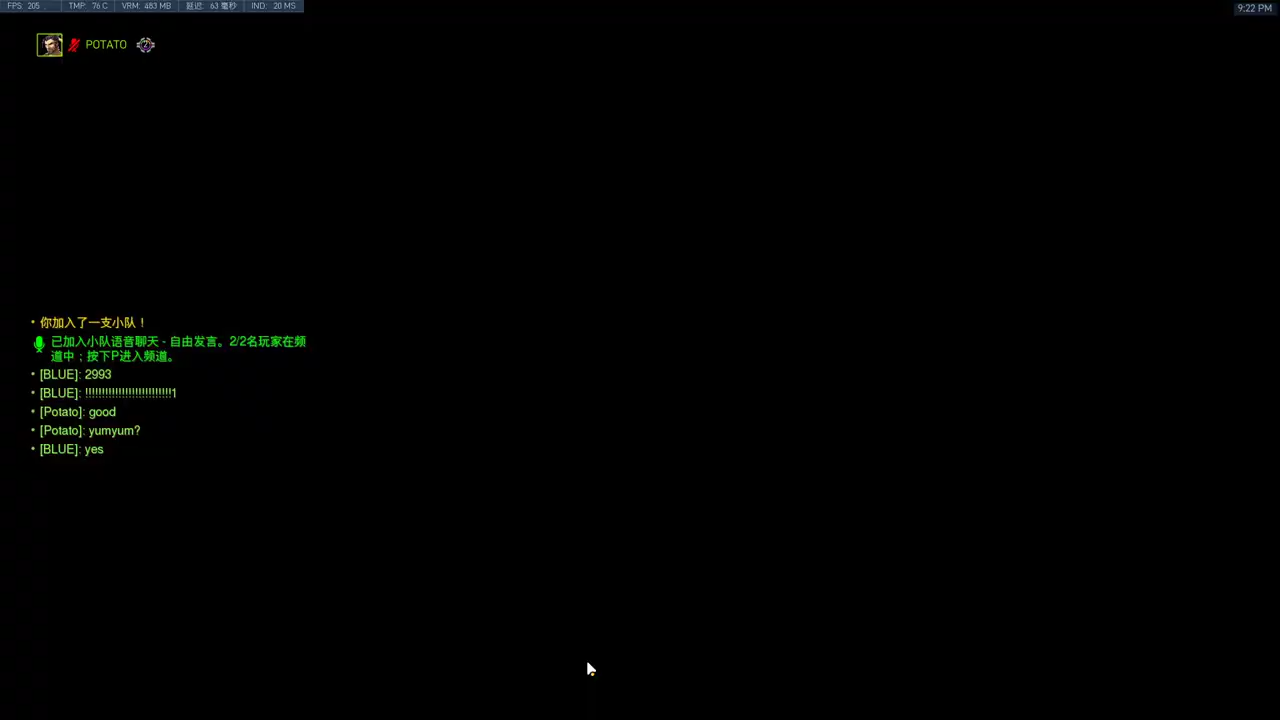 FPS: 205 TMP: 76 C VRM: 483 MB 延迟: 63 毫秒 IND: 20 MS
9:22 PM
POTATO
• 你加入了一支小队！
已加入小队语音聊天 - 自由发言。2/2名玩家在频
道中；按下P进入频道。
• [BLUE]: 2993
• [BLUE]: !!!!!!!!!!!!!!!!!!!!!!!!!!1
• [Potato]: good
• [Potato]: yumyum?
• [BLUE]: yes